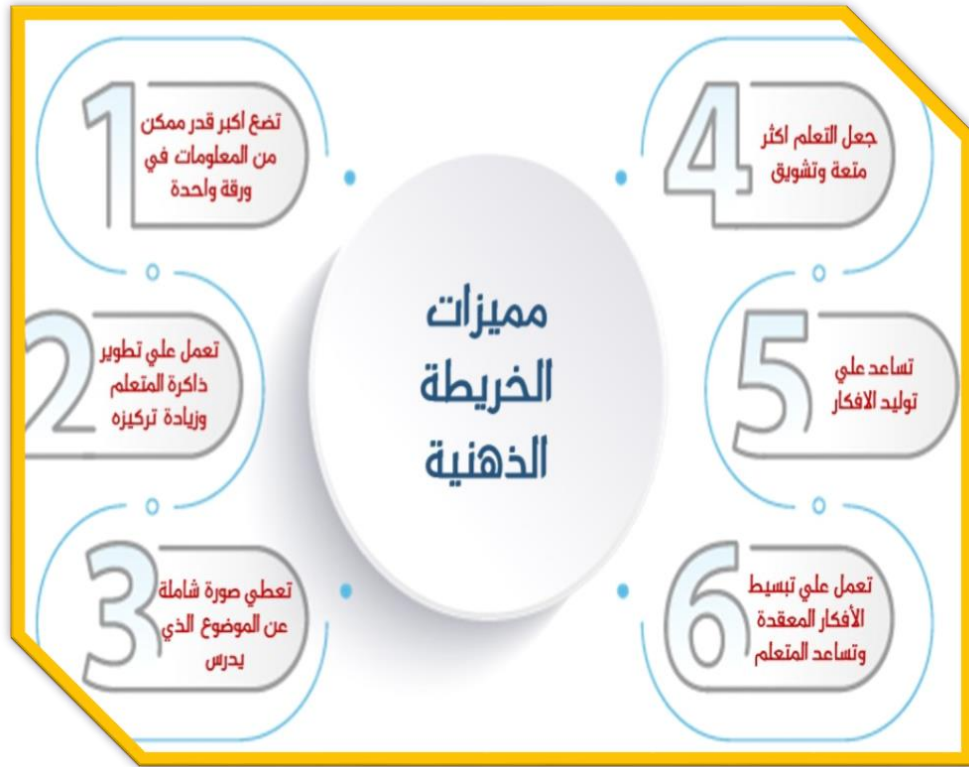 مميزات
الخريطة
الذهنية
1
تضع اكبر قدر ممكن
من المعلومات في
ورقة واحدة
2
تعمل علي تطوير
ذاكرة المتعلم
وزيادة تركيزه
3
تعطي صورة شاملة
عن الموضوع الذي
يدرس
4
جعل التعلم اكثر
متعة وتشويق
5
تساعد علي
توليد الافكار
6
تعمل علي تبسيط
الأفكار المعقدة
وتساعد المتعلم